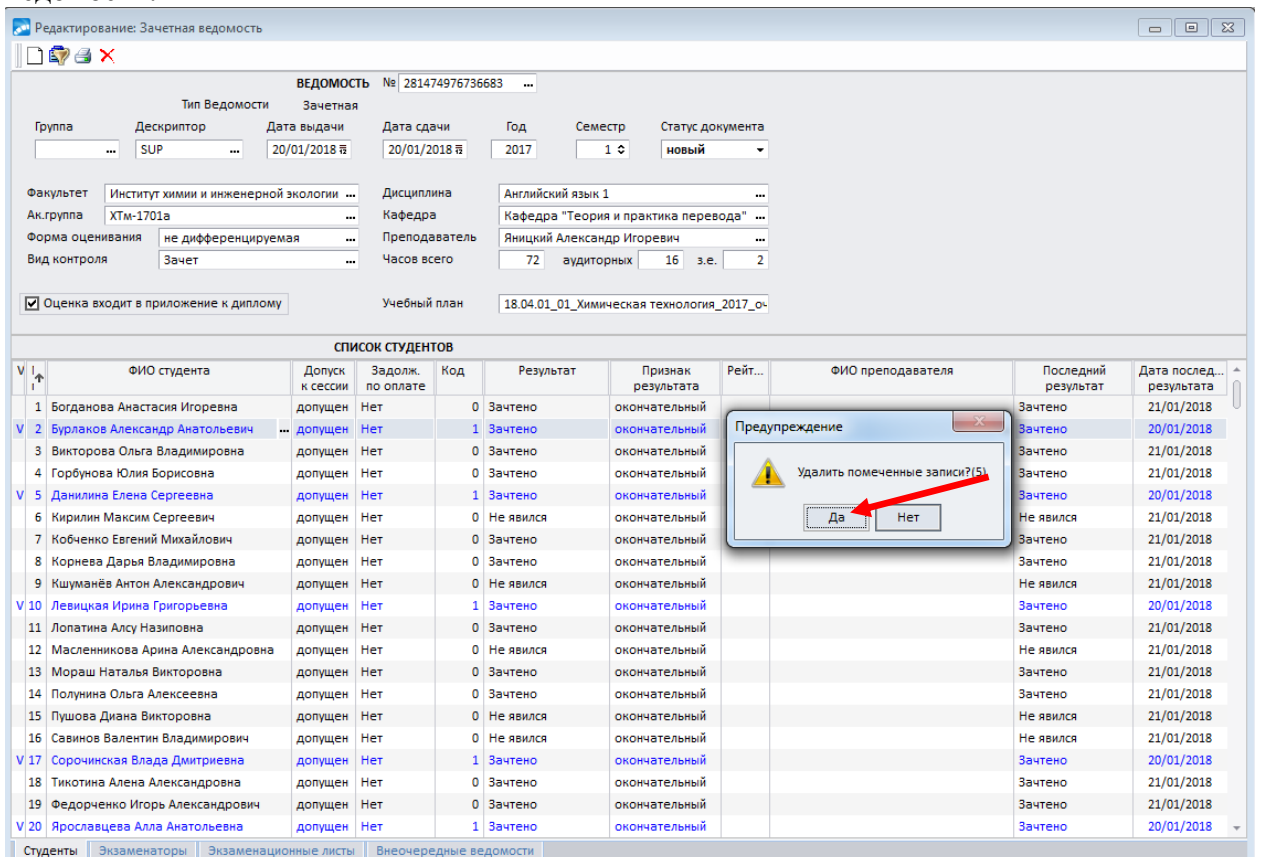 Редактирование: Зачетная ведомость
ВЕДОМОСТЬ № 281474976736683 ...
Тип Ведомости Зачетная
Группа Дескриптор Дата выдачи Дата сдачи Год Семестр Статус документа
... SUP ... 20/01/2018 20/01/2018 2017 1 новый
Факультет Институт химии и инженерной экологии ... Дисциплина Английский язык 1 ...
Ак.группа ХТм-1701а ... Кафедра Кафедра "Теория и практика перевода" ...
Форма оценивания не дифференцируемая ... Преподаватель Яницкий Александр Игоревич ...
Вид контроля Зачет ... Часов всего 72 аудиторных 16 з.е. 2
Оценка входит в приложение к диплому Учебный план 18.04.01_01_Химическая технология_2017_оч
СПИСОК СТУДЕНТОВ
V ФИО студента Допуск к сессии Задолж. по оплате Код Результат Признак результата Рейт... ФИО преподавателя Последний результат Дата послед... результата
1 Богданова Анастасия Игоревна допущен Нет 0 Зачтено окончательный Зачтено 21/01/2018
V 2 Бурлаков Александр Анатольевич ... допущен Нет 1 Зачтено окончательный Зачтено 20/01/2018
3 Викторова Ольга Владимировна допущен Нет 0 Зачтено окончательный Зачтено 21/01/2018
4 Горбунова Юлия Борисовна допущен Нет 0 Зачтено окончательный Зачтено 21/01/2018
V 5 Данилина Елена Сергеевна допущен Нет 1 Зачтено окончательный Зачтено 20/01/2018
6 Кирилин Максим Сергеевич допущен Нет 0 Не явился окончательный Не явился 21/01/2018
7 Кобченко Евгений Михайлович допущен Нет 0 Зачтено окончательный Зачтено 21/01/2018
8 Корнева Дарья Владимировна допущен Нет 0 Зачтено окончательный Зачтено 21/01/2018
9 Кшуманёв Антон Александрович допущен Нет 0 Не явился окончательный Не явился 21/01/2018
V 10 Левицкая Ирина Григорьевна допущен Нет 1 Зачтено окончательный Зачтено 20/01/2018
11 Лопатина Алсу Назиповна допущен Нет 0 Зачтено окончательный Зачтено 21/01/2018
12 Масленникова Арина Александровна допущен Нет 0 Не явился окончательный Не явился 21/01/2018
13 Мораш Наталья Викторовна допущен Нет 0 Зачтено окончательный Зачтено 21/01/2018
14 Полунина Ольга Алексеевна допущен Нет 0 Зачтено окончательный Зачтено 21/01/2018
15 Пушова Диана Викторовна допущен Нет 0 Не явился окончательный Не явился 21/01/2018
16 Савинов Валентин Владимирович допущен Нет 0 Не явился окончательный Не явился 21/01/2018
V 17 Сорочинская Влада Дмитриевна допущен Нет 1 Зачтено окончательный Зачтено 20/01/2018
18 Тикотина Алена Александровна допущен Нет 0 Зачтено окончательный Зачтено 21/01/2018
19 Федорченко Игорь Александрович допущен Нет 0 Зачтено окончательный Зачтено 21/01/2018
V 20 Ярославцева Алла Анатольевна допущен Нет 1 Зачтено окончательный Зачтено 20/01/2018
Предупреждение
Удалить помеченные записи?(5)
Да Нет
Студенты Экзаменаторы Экзаменационные листы Внеочередные ведомости